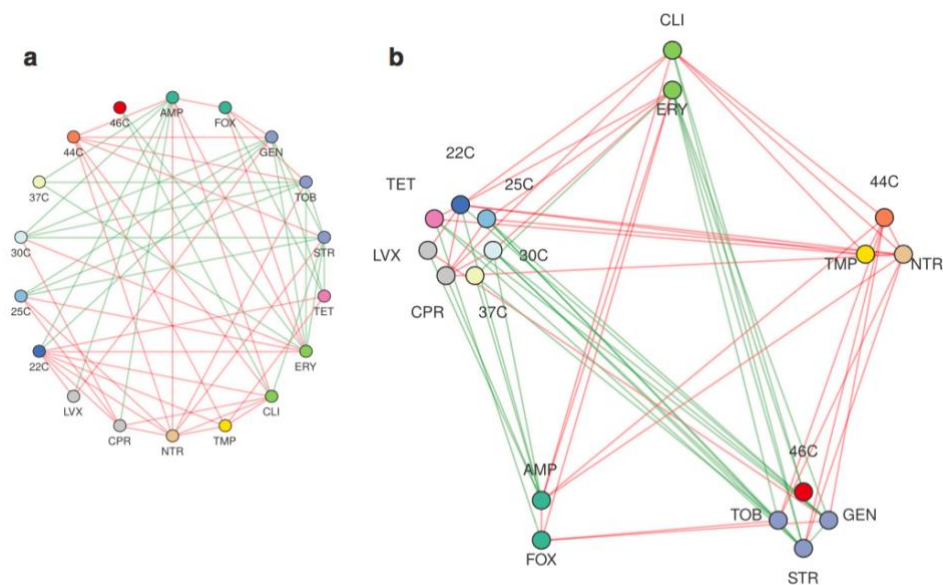 a
46C
AMP
FOX
44C
GEN
37C
TOB
30C
STR
25C
TET
22C
ERY
LVX
CLI
CPR
NTR
TMP
b
CLI
ERY
22C
TET
25C
44C
LVX
30C
TMP
NTR
CPR
37C
46C
AMP
TOB
GEN
FOX
STR